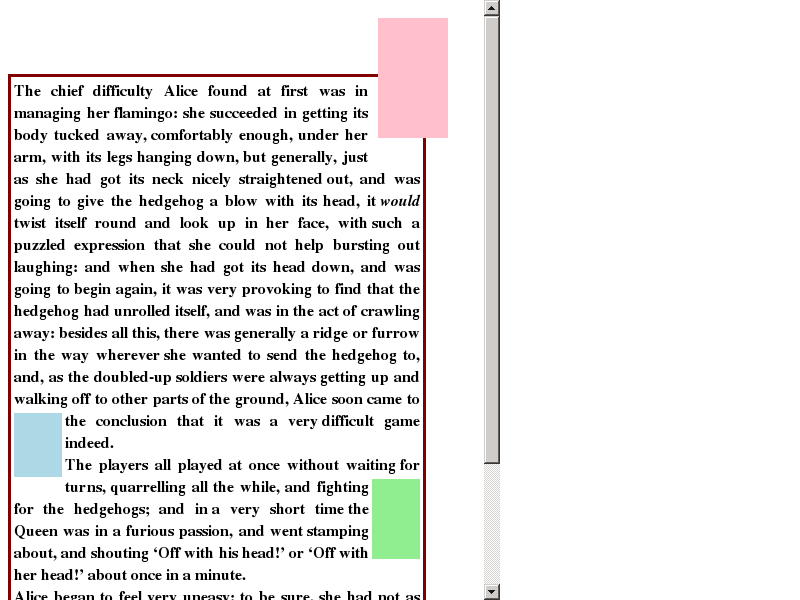 The chief difficulty Alice found at first was in
managing her flamingo: she succeeded in getting its
body tucked away, comfortably enough, under her
arm, with its legs hanging down, but generally, just
as she had got its neck nicely straightened out, and was
going to give the hedgehog a blow with its head, it would
twist itself round and look up in her face, with such a
puzzled expression that she could not help bursting out
laughing: and when she had got its head down, and was
going to begin again, it was very provoking to find that the
hedgehog had unrolled itself, and was in the act of crawling
away: besides all this, there was generally a ridge or furrow
in the way wherever she wanted to send the hedgehog to,
and, as the doubled-up soldiers were always getting up and
walking off to other parts of the ground, Alice soon came to
the conclusion that it was a very difficult game
indeed.
The players all played at once without waiting for
turns, quarrelling all the while, and fighting
for the hedgehogs; and in a very short time the
Queen was in a furious passion, and went stamping
about, and shouting ‘Off with his head!’ or ‘Off with
her head!’ about once in a minute.
Alice began to feel very uneasy: to be sure, she had not as